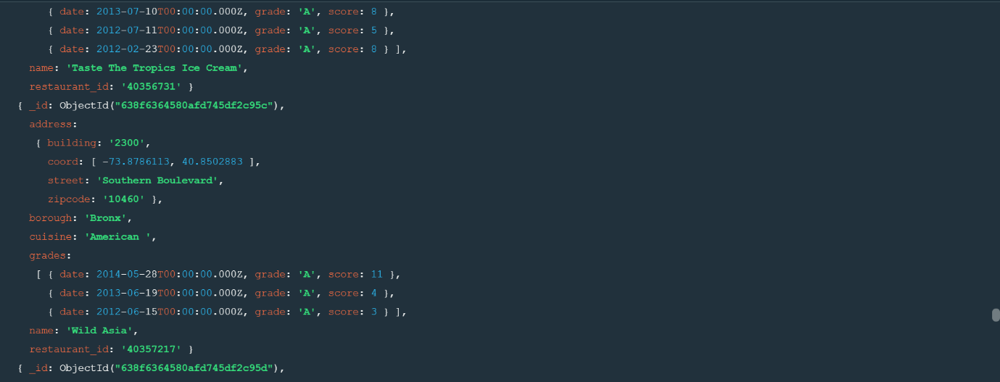 { date: 2013-07-10T00:00:00.000Z, grade: 'A', score: 8 },
{ date: 2012-07-11T00:00:00.000Z, grade: 'A', score: 5 },
{ date: 2012-02-23T00:00:00.000Z, grade: 'A', score: 8 } ],
name: 'Taste The Tropics Ice Cream',
restaurant_id: '40356731' }
{ _id: ObjectId("638f6364580afd745df2c95c"),
address:
{ building: '2300',
coord: [ -73.8786113, 40.8502883 ],
street: 'Southern Boulevard',
zipcode: '10460' },
borough: 'Bronx',
cuisine: 'American ',
grades:
[ { date: 2014-05-28T00:00:00.000Z, grade: 'A', score: 11 },
{ date: 2013-06-19T00:00:00.000Z, grade: 'A', score: 4 },
{ date: 2012-06-15T00:00:00.000Z, grade: 'A', score: 3 } ],
name: 'Wild Asia',
restaurant_id: '40357217' }
{ _id: ObjectId("638f6364580afd745df2c95d"),